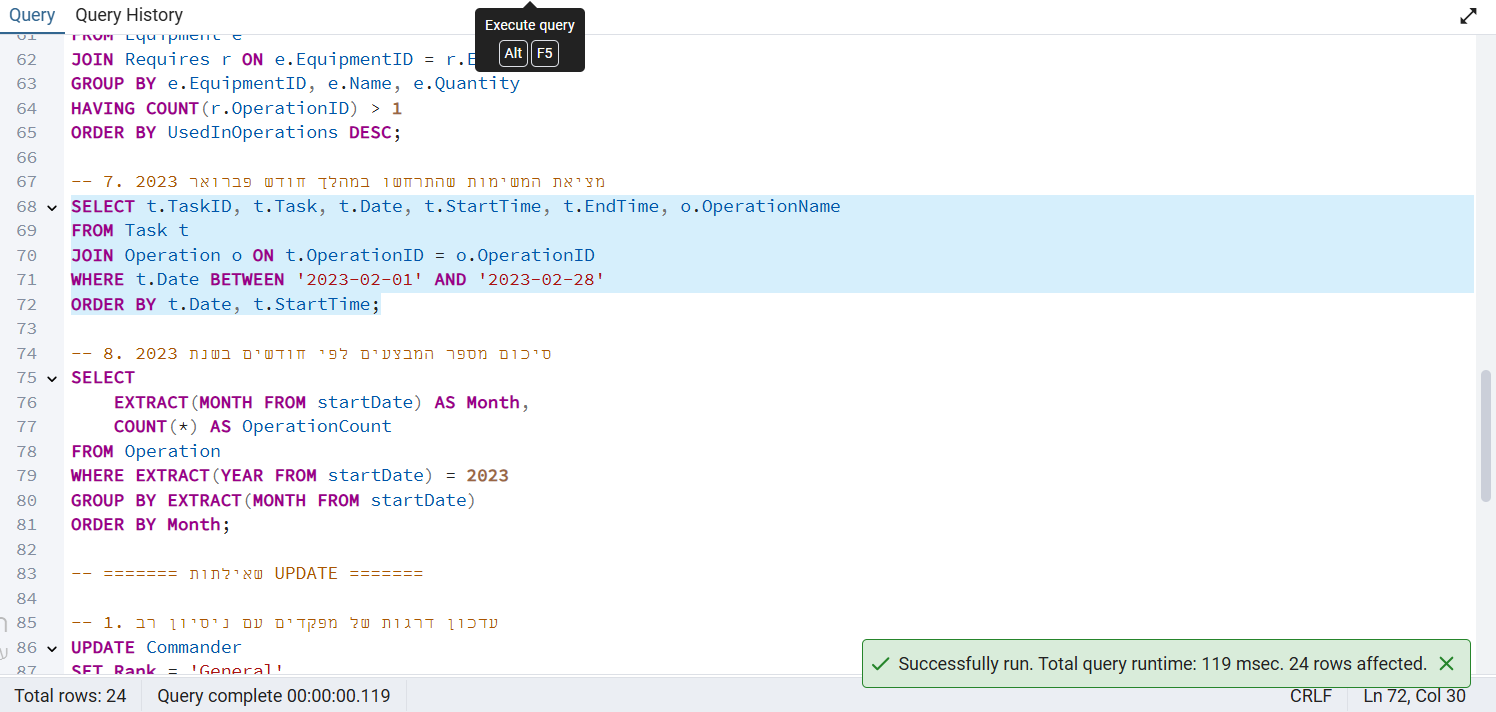 Query Query History
Execute query
Alt F5
61 FROM Equipment e
62 JOIN Requires r ON e.EquipmentID = r.E
63 GROUP BY e.EquipmentID, e.Name, e.Quantity
64 HAVING COUNT(r.OperationID) > 1
65 ORDER BY UsedInOperations DESC;
66
67 -- 7. מציאת המשימות שהתרחשו במהלך חודש פברואר 2023
68 SELECT t.TaskID, t.Task, t.Date, t.StartTime, t.EndTime, o.OperationName
69 FROM Task t
70 JOIN Operation o ON t.OperationID = o.OperationID
71 WHERE t.Date BETWEEN '2023-02-01' AND '2023-02-28'
72 ORDER BY t.Date, t.StartTime;
73
74 -- 8. סיכום מספר המבצעים לפי חודשים בשנת 2023
75 SELECT
76 EXTRACT(MONTH FROM startDate) AS Month,
77 COUNT(*) AS OperationCount
78 FROM Operation
79 WHERE EXTRACT(YEAR FROM startDate) = 2023
80 GROUP BY EXTRACT(MONTH FROM startDate)
81 ORDER BY Month;
82
83 -- ======= שאילתות UPDATE =======
84
85 -- 1. עדכון דרגות של מפקדים עם ניסיון רב
86 UPDATE Commander
87 SET Rank = 'General'
Successfully run. Total query runtime: 119 msec. 24 rows affected.
Total rows: 24 Query complete 00:00:00.119 CRLF Ln 72, Col 30